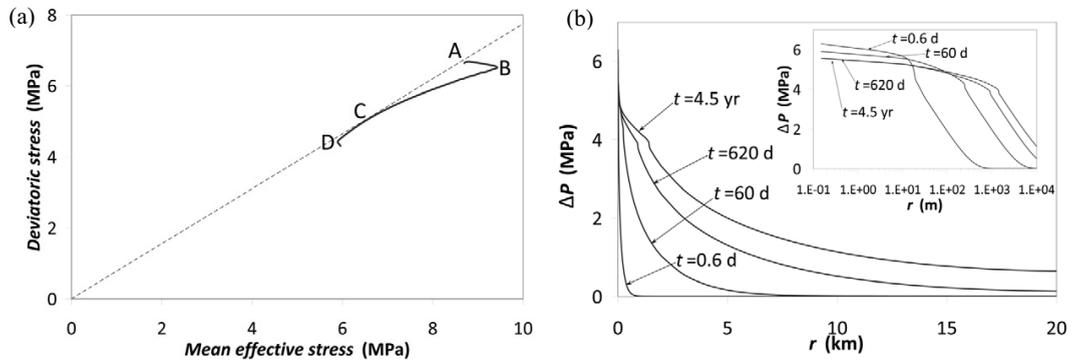 (a)
8
6
4
2
0
0
2
4
6
8
10
Deviatoric stress (MPa)
Mean effective stress (MPa)
A
B
C
D
(b)
6
4
2
0
0
5
10
15
20
ΔP (MPa)
r (km)
t=4.5 yr
t=620 d
t=60 d
t=0.6 d
6
4
2
0
ΔP (MPa)
t=0.6 d
t=60 d
t=620 d
t=4.5 yr
1.E-01 1.E+00 1.E+01 1.E+02 1.E+03 1.E+04
r (m)